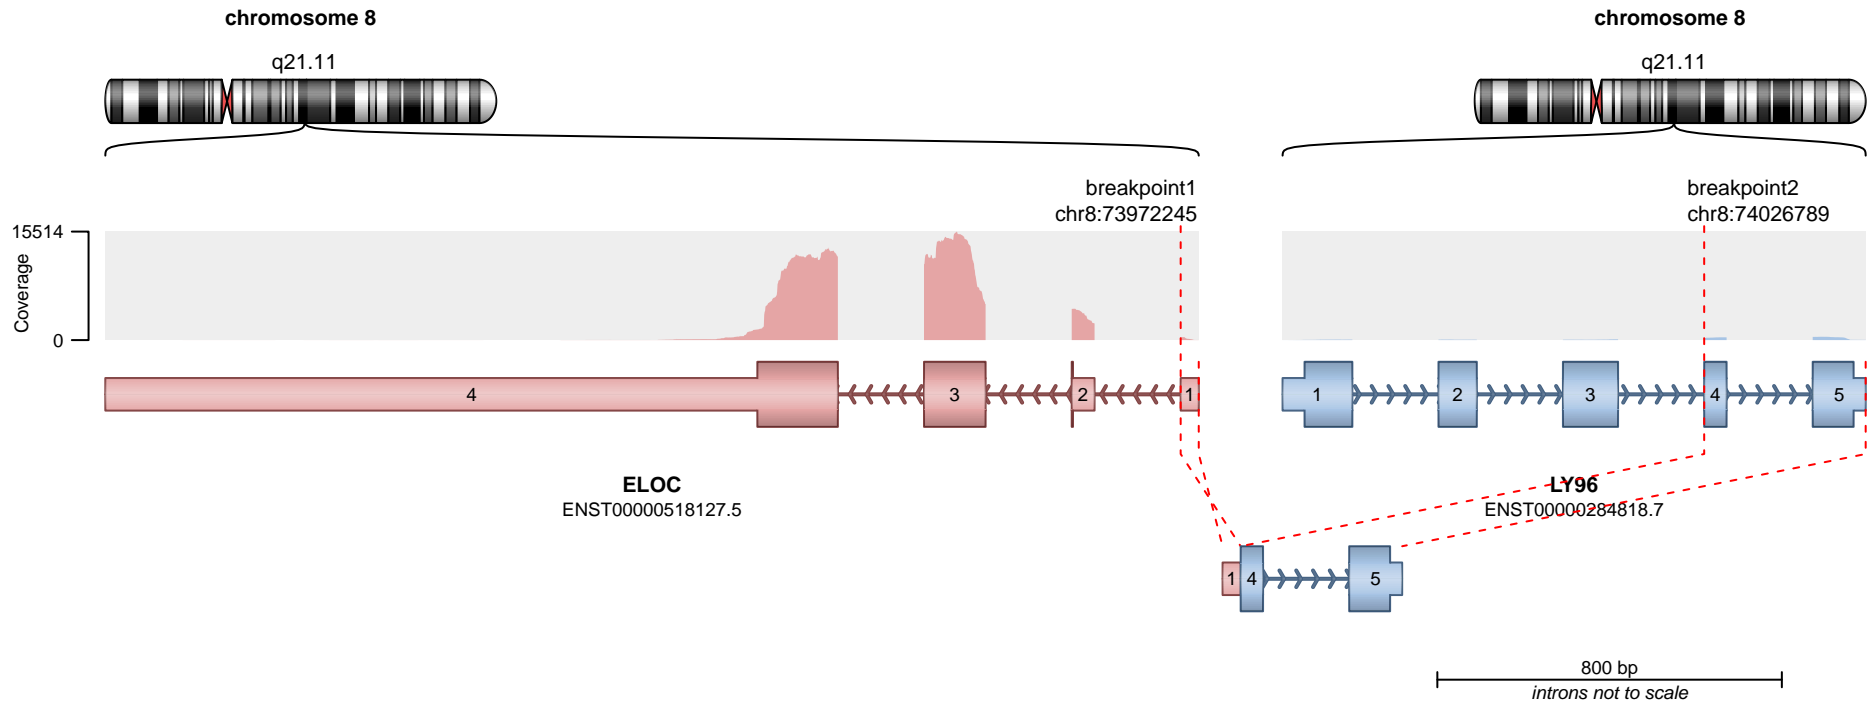 chromosome 8
chromosome 8
q21.11
q21.11
breakpoint1
chr8:73972245
breakpoint2
chr8:74026789
15514
Coverage
0
4
3
2
1
1
2
3
4
5
ELOC
ENST00000518127.5
LY96
ENST00000284818.7
1
4
5
800 bp
introns not to scale